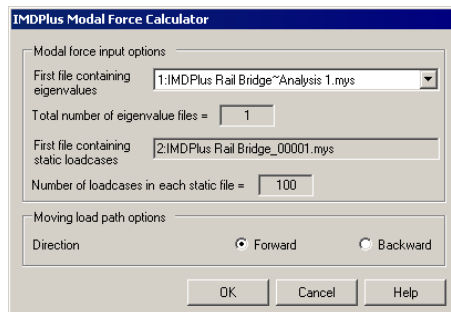 IMDPlus Modal Force Calculator
Modal force input options
First file containing
eigenvalues
1:IMDPlus Rail Bridge~Analysis 1.mys
Total number of eigenvalue files =
1
First file containing
static loadcases
2:IMDPlus Rail Bridge_00001.mys
Number of loadcases in each static file =
100
Moving load path options
Direction
Forward
Backward
OK
Cancel
Help